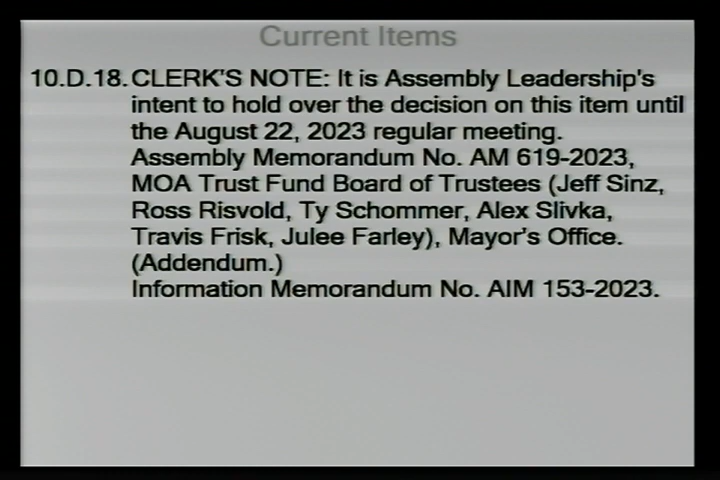 Current Items
10.D.18. CLERK'S NOTE: It is Assembly Leadership's
intent to hold over the decision on this item until
the August 22, 2023 regular meeting.
Assembly Memorandum No. AM 619-2023,
MOA Trust Fund Board of Trustees (Jeff Sinz,
Ross Risvold, Ty Schommer, Alex Slivka,
Travis Frisk, Julee Farley), Mayor's Office.
(Addendum.)
Information Memorandum No. AIM 153-2023.